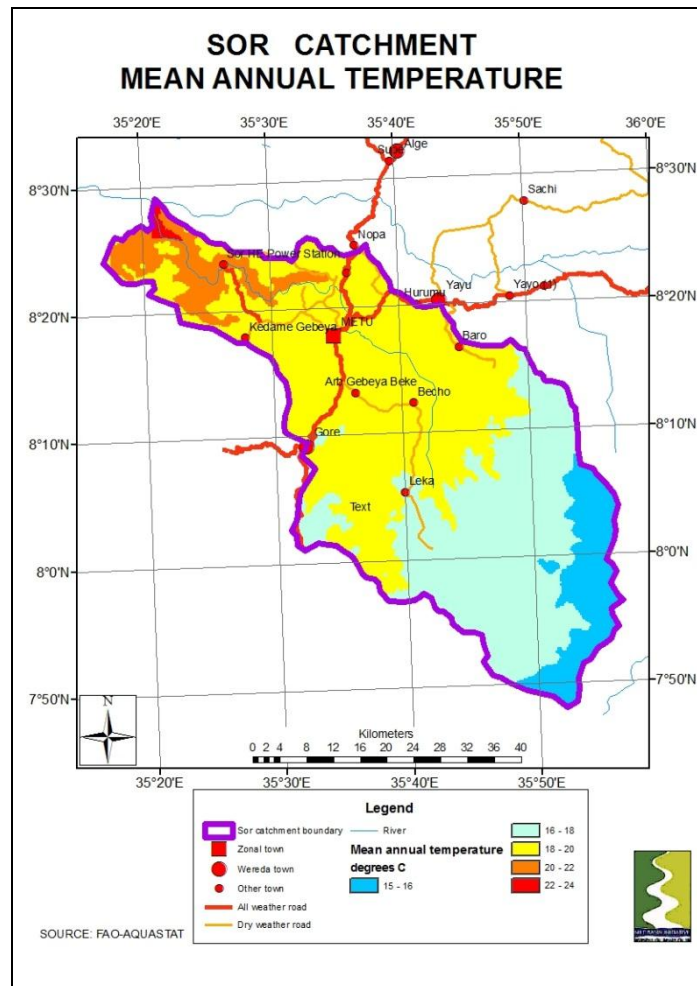 SOR CATCHMENT
MEAN ANNUAL TEMPERATURE
35°20'E 35°30'E 35°40'E 35°50'E 36°0'E
Alge
8°30'N
Sachi
8°30'N
Nopa
Sor HE Power Station
Hurumu
Yayu
Yayo (1)
8°20'N
8°20'N
Kedame Gebeya
METU
Baro
Becho
8°10'N
8°10'N
Gore
Leka
Text
8°0'N
8°0'N
7°50'N
7°50'N
N
Kilometers
0 2 4 8 12 16 20 24 28 32 36 40
35°20'E 35°30'E 35°40'E 35°50'E
Legend
Sor catchment boundary
Zonal town
Wereda town
Other town
All weather road
Dry weather road
River
Mean annual temperature
degrees C
15 - 16
16 - 18
18 - 20
20 - 22
22 - 24
SOURCE: FAO-AQUASTAT